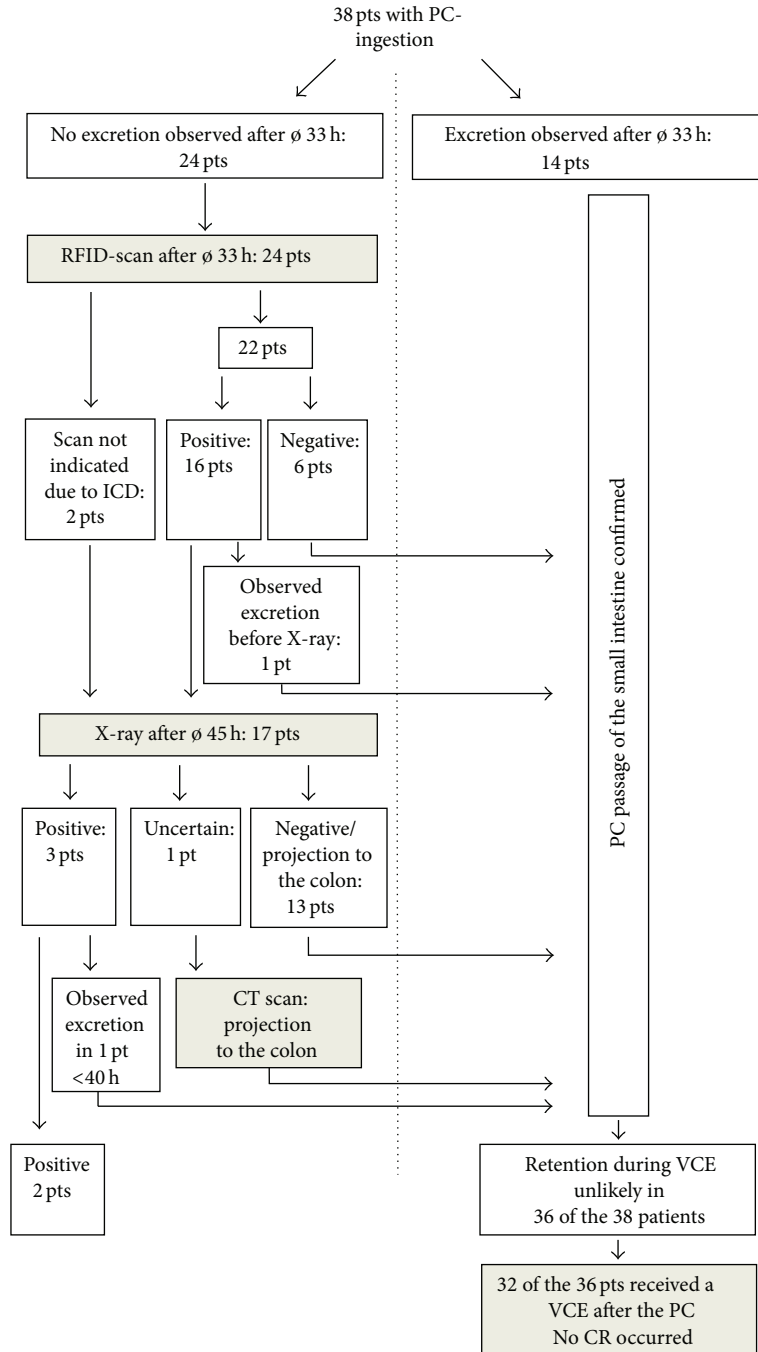 38 pts with PC-
ingestion
No excretion observed after ø 33 h:
24 pts
Excretion observed after ø 33 h:
14 pts
RFID-scan after ø 33 h: 24 pts
22 pts
Scan not
indicated
due to ICD:
2 pts
Positive:
16 pts
Negative:
6 pts
Observed
excretion
before X-ray:
1 pt
X-ray after ø 45 h: 17 pts
Positive:
3 pts
Uncertain:
1 pt
Negative/
projection to
the colon:
13 pts
Observed
excretion
in 1 pt
<40 h
CT scan:
projection
to the colon
Positive
2 pts
PC passage of the small intestine confirmed
Retention during VCE
unlikely in
36 of the 38 patients
32 of the 36 pts received a
VCE after the PC
No CR occurred